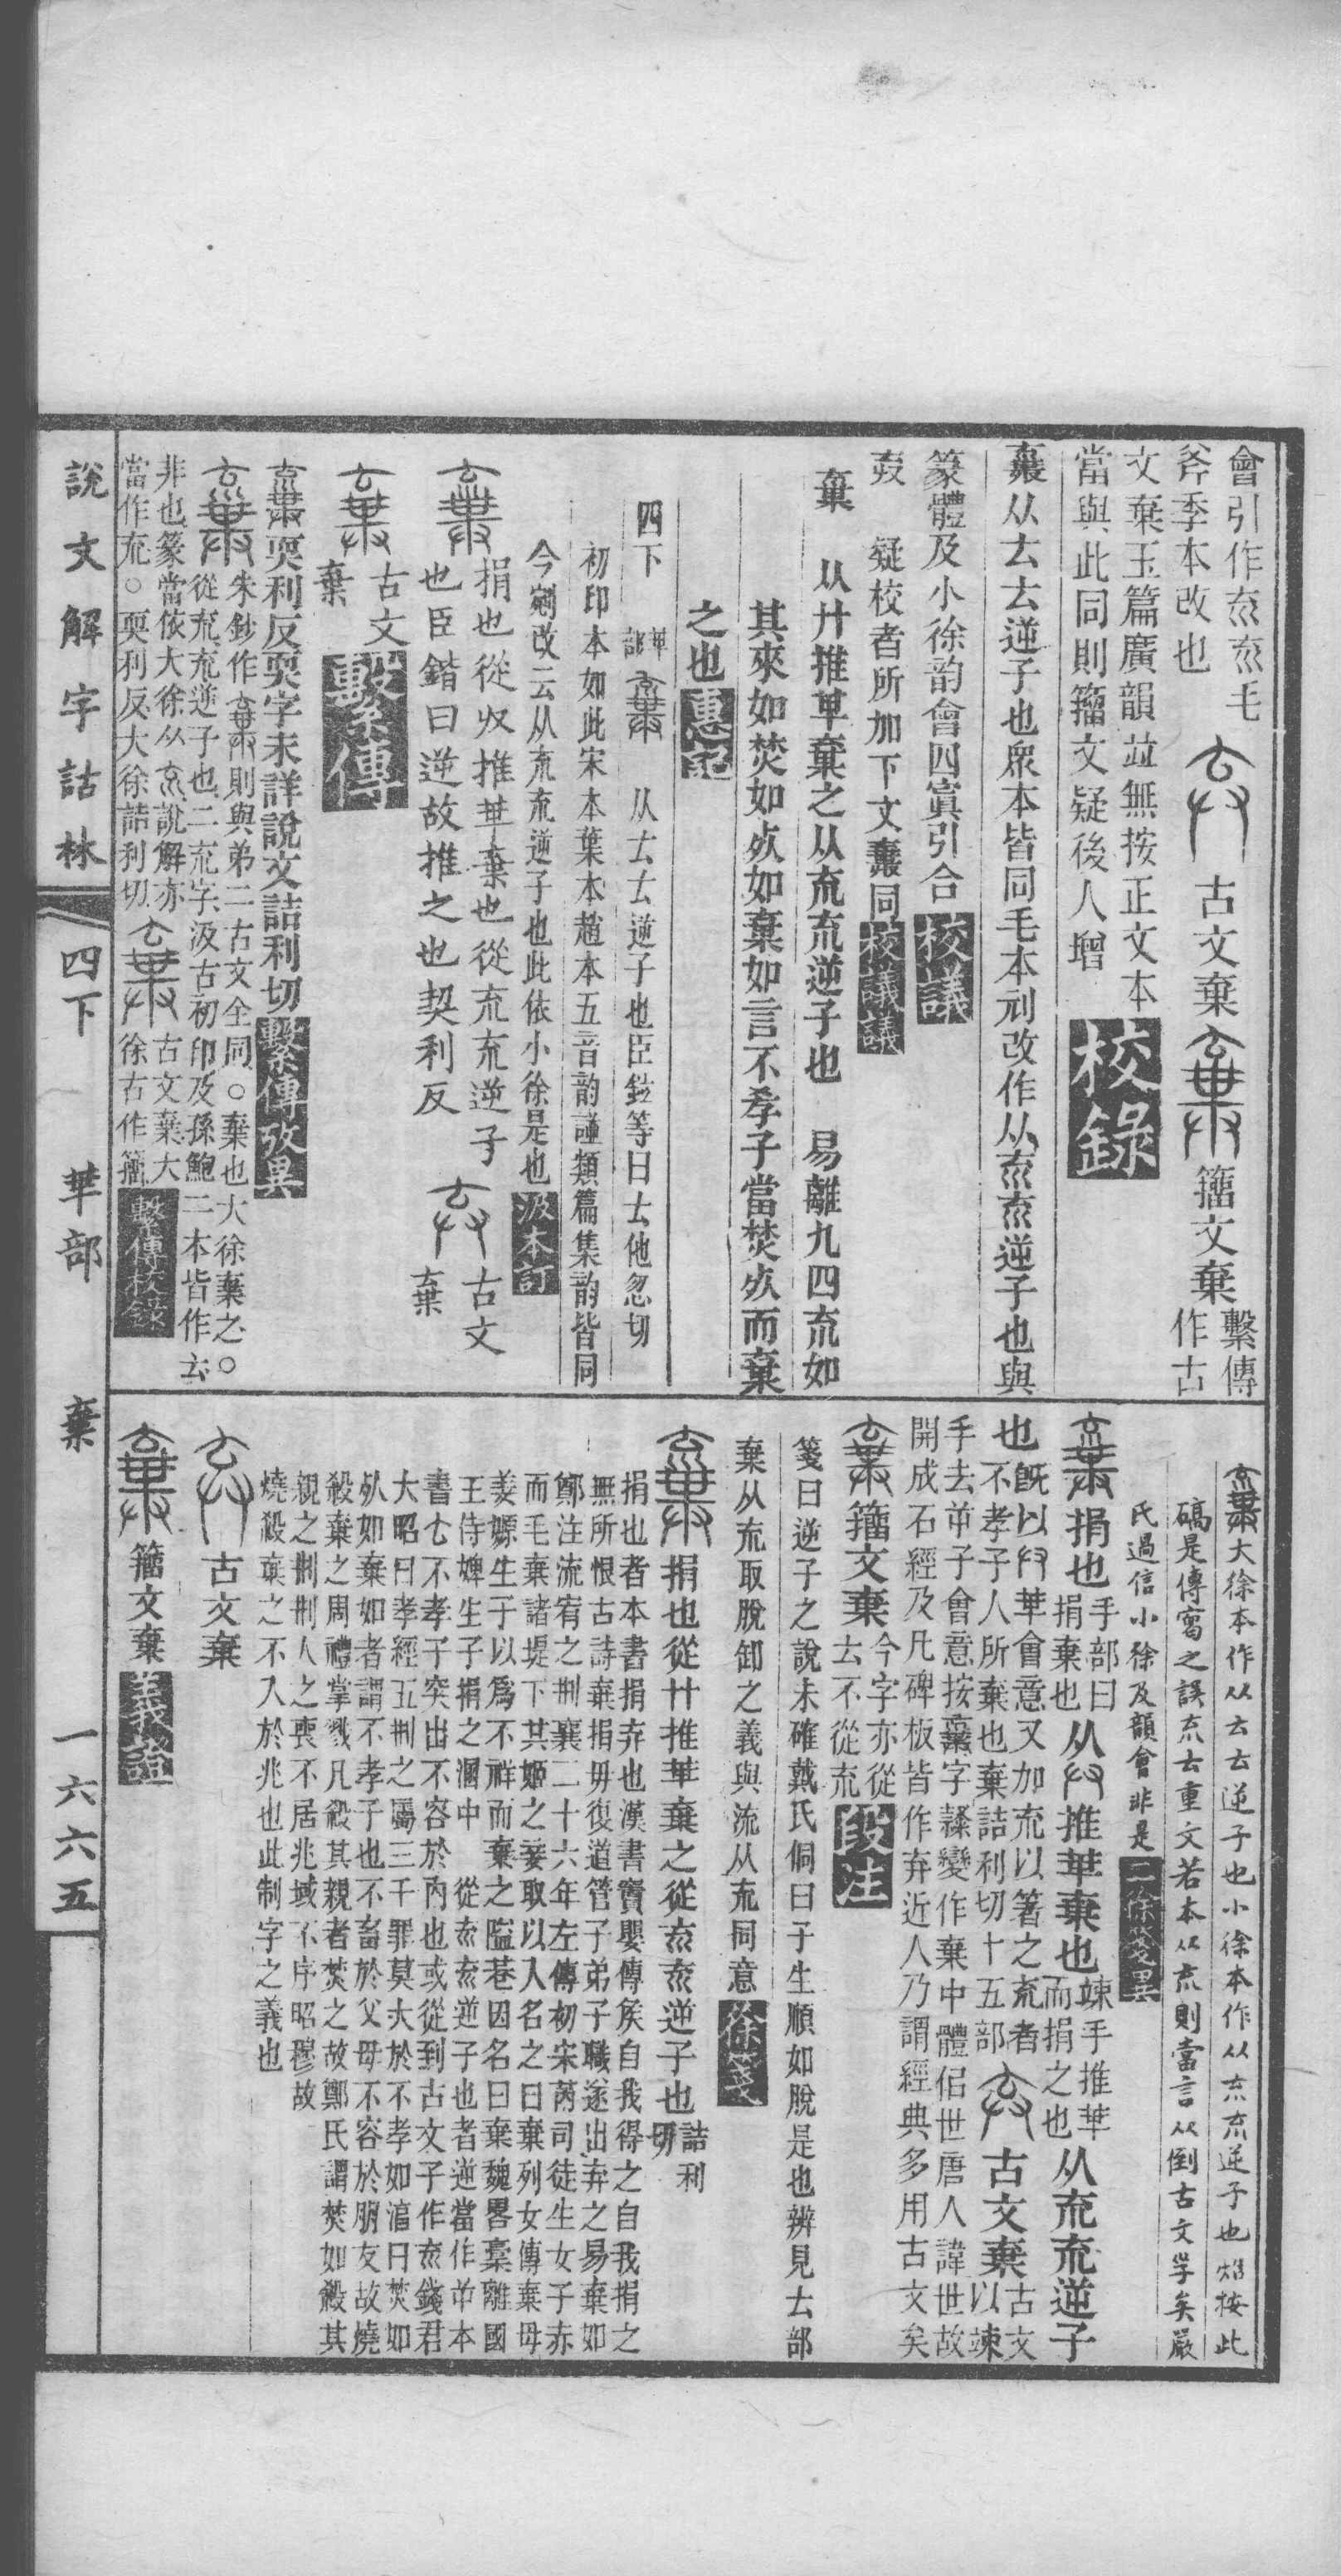 會引作㐬㐬毛
斧季本改也
古文棄
籒文棄
繫傳
作古
文棄玉篇廣韻竝無按正文本
當與此同則籒文疑後人增
校錄
棄从𠫓𠫓逆子也衆本皆同毛本刓改作从㐬㐬逆子也與
篆體及小徐韵會四寘引合
校議
疑校者所加下文同
校議議
棄
从廾推𠦒棄之从㐬㐬逆子也 易離九四㐬如
其來如焚如死如棄如言不孝子當焚死而棄
之也
惠記
四下
𠦒部
从𠫓𠫓逆子也臣鉉等曰𠫓他忽切
初印本如此宋本葉本趙本五音韵譜類篇集韵皆同
今剜改云从㐬㐬逆子也此依小徐是也
汲本訂
捐也從𠬞推𠦒棄也從㐬㐬逆子
也臣鍇曰逆故推之也契利反
古文
棄
古文
棄
繫傳
耎利反耎字未詳說文詰利切
繫傳攷異
朱鈔作則與弟二古文全同○棄也大徐棄之○
從㐬㐬逆子也二㐬字汲古初印及孫鮑二本皆作𠫓
非也篆當依大徐从㐬說解亦
當作㐬○耎利反大徐詰利切
古文棄大
徐古作籒
繫傳校錄
說文解字詁林
四下
𠦒部
棄
一六六五
大徐本作从𠫓𠫓逆子也小徐本作从㐬㐬逆子也炤按此
碻是傳寫之誤㐬𠫓重文若本从㐬則當言从倒古文𡥜矣嚴
氏過信小徐及韻會非是
二徐箋異
捐也
手部曰
捐棄也
从𠬞推𠦒棄也
竦手推𠦒
而捐之也
从㐬㐬逆子
也
旣以𠬞𠦒會意又加㐬以箸之㐬者
不孝子人所棄也棄詰利切十五部
古文棄
古文
以竦
手去㐬子會意按棄字隸變作棄中體侣世唐人諱世故
開成石經及凡碑板皆作弃近人乃謂經典多用古文矣
籒文棄
今字亦從
𠫓不從㐬
段注
箋曰逆子之說未確戴氏侗曰子生順如脫是也辨見𠫓部
棄从㐬取脫卸之義與流从㐬同意
徐箋
捐也從廾推𠦒棄之從㐬㐬逆子也
詰利
切
捐也者本書捐弃也漢書竇嬰傳矦自我得之自我捐之
無所恨古詩棄捐毋復道管子弟子職遂出弃之易棄如
鄭注流宥之刑襄二十六年左傳初宋芮司徒生女子赤
而毛棄諸堤下其姬之妾取以入名之曰棄列女傳棄母
姜嫄生子以爲不祥而棄之隘巷因名曰棄魏畧槀離國
王侍婢生子捐之溷中 從㐬㐬逆子也者逆當作㐬本
書𠫓不孝子突出不容於內也或從到古文子作㐬錢君
大昭曰孝經五刑之屬三千罪莫大於不孝如淳曰焚如
死如棄如者謂不孝子也不畜於父母不容於朋友故燒
殺棄之周禮掌戮凡殺其親者焚之故鄭氏謂焚如殺其
親之刑刑人之喪不居兆域不序昭穆故
燒殺棄之不入於兆也此制字之義也
古文棄
籒文棄
義證